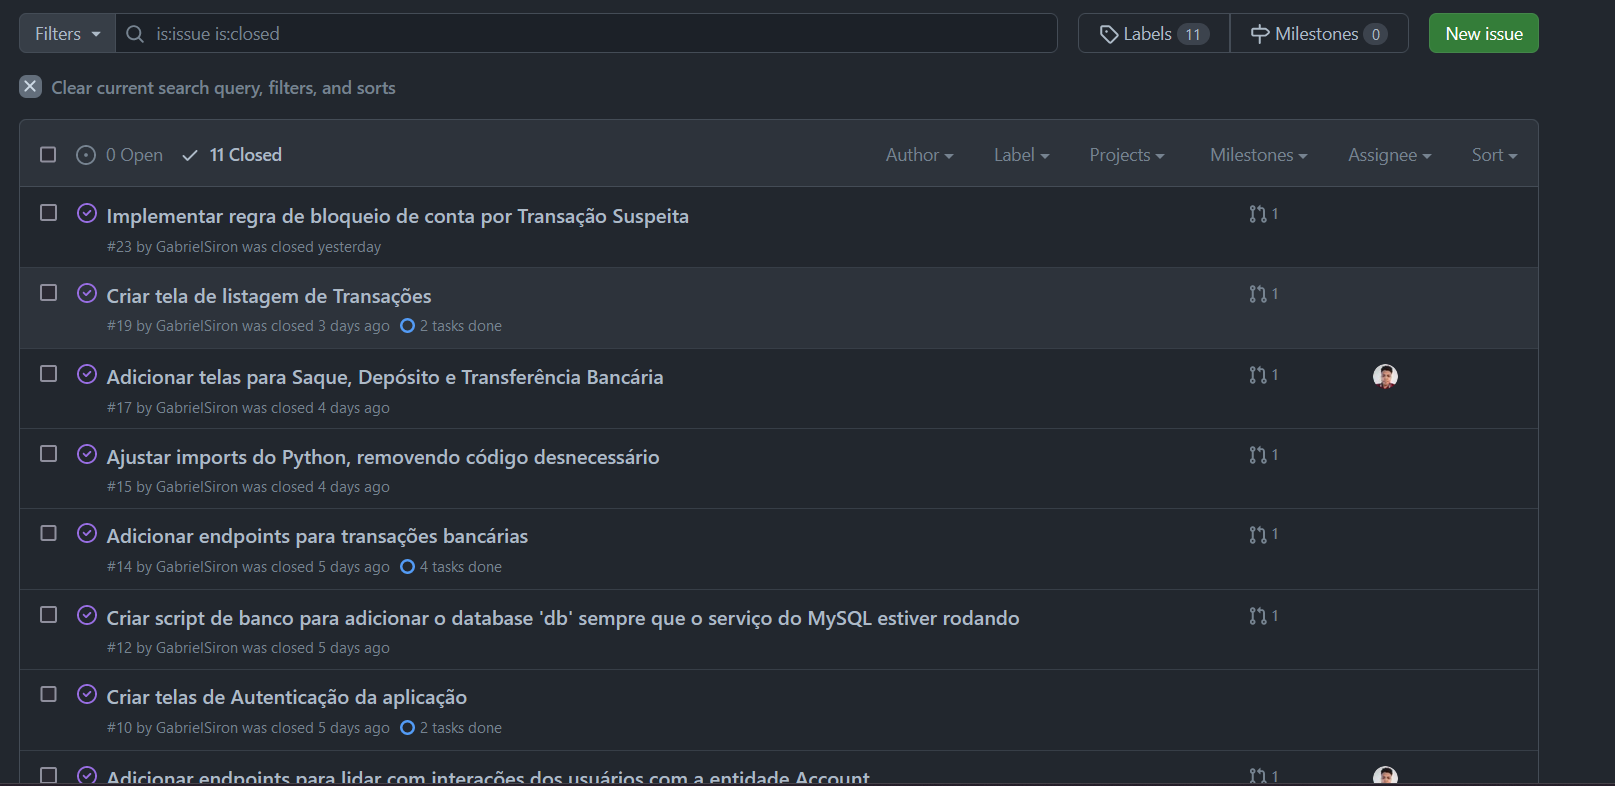 Filters is:issue is:closed Labels 11 Milestones 0 New issue
Clear current search query, filters, and sorts
0 Open 11 Closed Author Label Projects Milestones Assignee Sort
Implementar regra de bloqueio de conta por Transação Suspeita 1
#23 by GabrielSiron was closed yesterday
Criar tela de listagem de Transações 1
#19 by GabrielSiron was closed 3 days ago 2 tasks done
Adicionar telas para Saque, Depósito e Transferência Bancária 1
#17 by GabrielSiron was closed 4 days ago
Ajustar imports do Python, removendo código desnecessário 1
#15 by GabrielSiron was closed 4 days ago
Adicionar endpoints para transações bancárias 1
#14 by GabrielSiron was closed 5 days ago 4 tasks done
Criar script de banco para adicionar o database 'db' sempre que o serviço do MySQL estiver rodando 1
#12 by GabrielSiron was closed 5 days ago
Criar telas de Autenticação da aplicação
#10 by GabrielSiron was closed 5 days ago 2 tasks done
Adicionar endpoints para lidar com interações dos usuários com a entidade Account 1